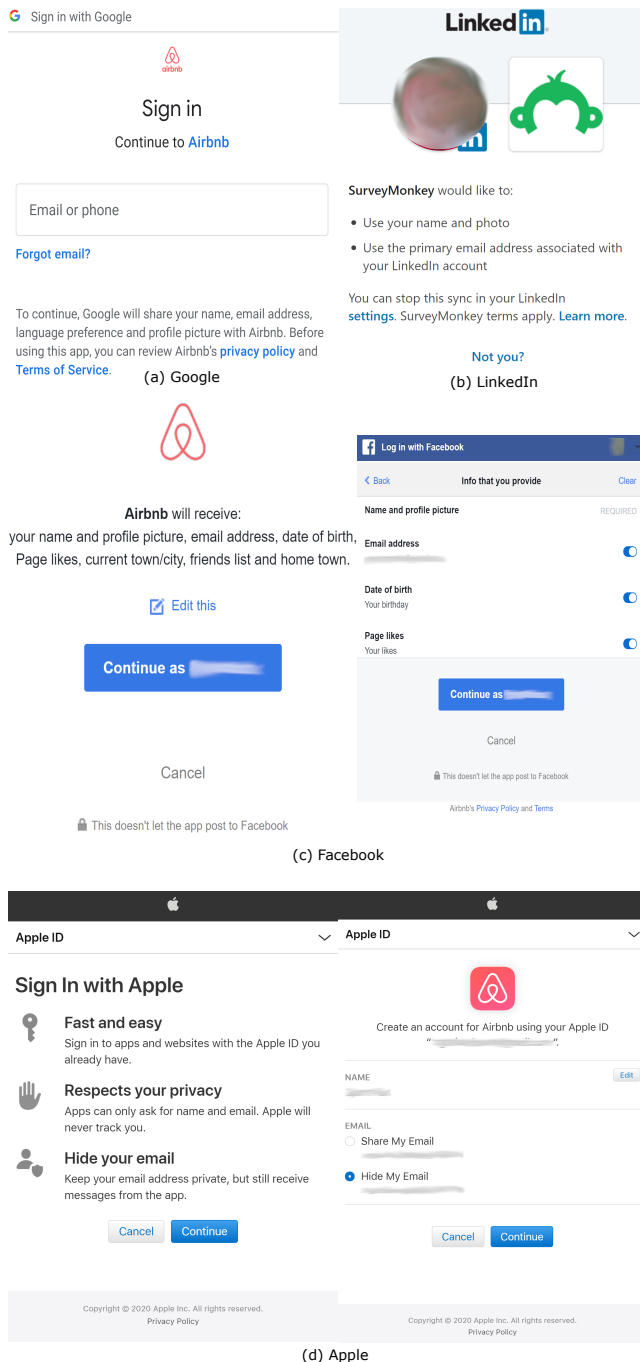 Sign in with Google
airbnb
Sign in
Continue to Airbnb
Email or phone
Forgot email?
To continue, Google will share your name, email address,
language preference and profile picture with Airbnb. Before
using this app, you can review Airbnb's privacy policy and
Terms of Service.
(a) Google
Linked in
in
SurveyMonkey would like to:
• Use your name and photo
• Use the primary email address associated with
your LinkedIn account
You can stop this sync in your LinkedIn
settings. SurveyMonkey terms apply. Learn more.
Not you?
(b) LinkedIn
Airbnb will receive:
your name and profile picture, email address, date of birth,
Page likes, current town/city, friends list and home town.
Edit this
Continue as
Cancel
This doesn't let the app post to Facebook
f Log in with Facebook
Back Info that you provide Clear
Name and profile picture REQUIRED
Email address
Date of birth
Your birthday
Page likes
Your likes
Continue as
Cancel
This doesn't let the app post to Facebook
Airbnb's Privacy Policy and Terms
(c) Facebook
Apple ID
Sign In with Apple
Fast and easy
Sign in to apps and websites with the Apple ID you
already have.
Respects your privacy
Apps can only ask for name and email. Apple will
never track you.
Hide your email
Keep your email address private, but still receive
messages from the app.
Cancel Continue
Copyright © 2020 Apple Inc. All rights reserved.
Privacy Policy
Apple ID
Create an account for Airbnb using your Apple ID
" ".
NAME Edit
EMAIL
Share My Email
Hide My Email
Cancel Continue
Copyright © 2020 Apple Inc. All rights reserved.
Privacy Policy
(d) Apple